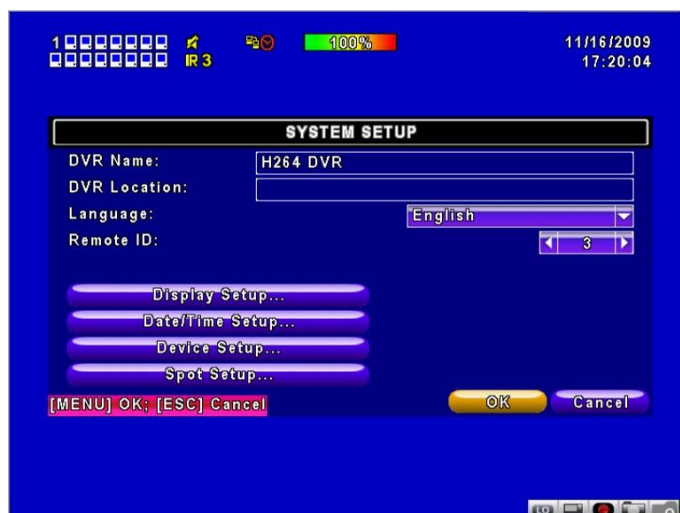 1 100% 11/16/2009
IR 3 17:20:04
SYSTEM SETUP
DVR Name: H264 DVR
DVR Location:
Language: English
Remote ID: 3
Display Setup...
Date/Time Setup...
Device Setup...
Spot Setup...
[MENU] OK; [ESC] Cancel OK Cancel